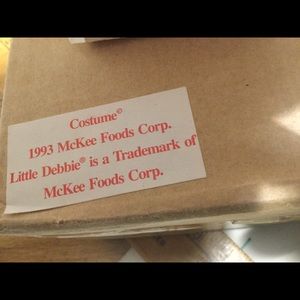 Costume©
1993 McKee Foods Corp.
Little Debbie® is a Trademark of
McKee Foods Corp.